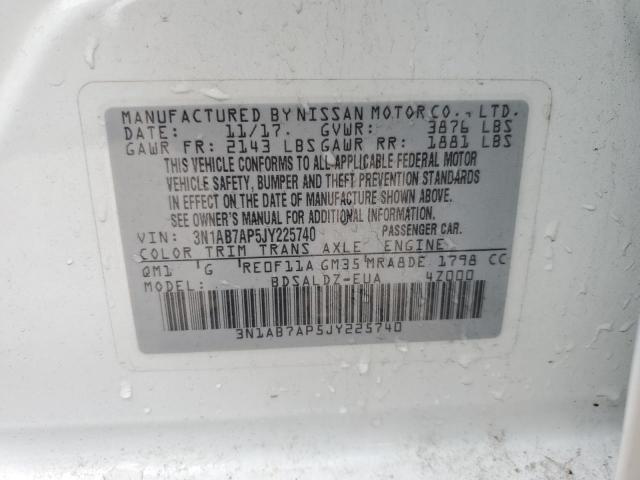 MANUFACTURED BY NISSAN MOTOR CO., LTD.
DATE: 11/17. GVWR: 3876 LBS
GAWR FR: 2143 LBS GAWR RR: 1881 LBS
THIS VEHICLE CONFORMS TO ALL APPLICABLE FEDERAL MOTOR
VEHICLE SAFETY, BUMPER AND THEFT PREVENTION STANDARDS
IN EFFECT ON THE DATE OF MANUFACTURE SHOWN ABOVE.
SEE OWNER'S MANUAL FOR ADDITIONAL INFORMATION.
VIN: 3N1AB7AP5JY225740 PASSENGER CAR.
COLOR TRIM TRANS AXLE ENGINE
QM1 G RE0F11A GM35 MRA8DE 1798 CC
MODEL: BDSALDZ-EUA 4Z000
3N1AB7AP5JY225740